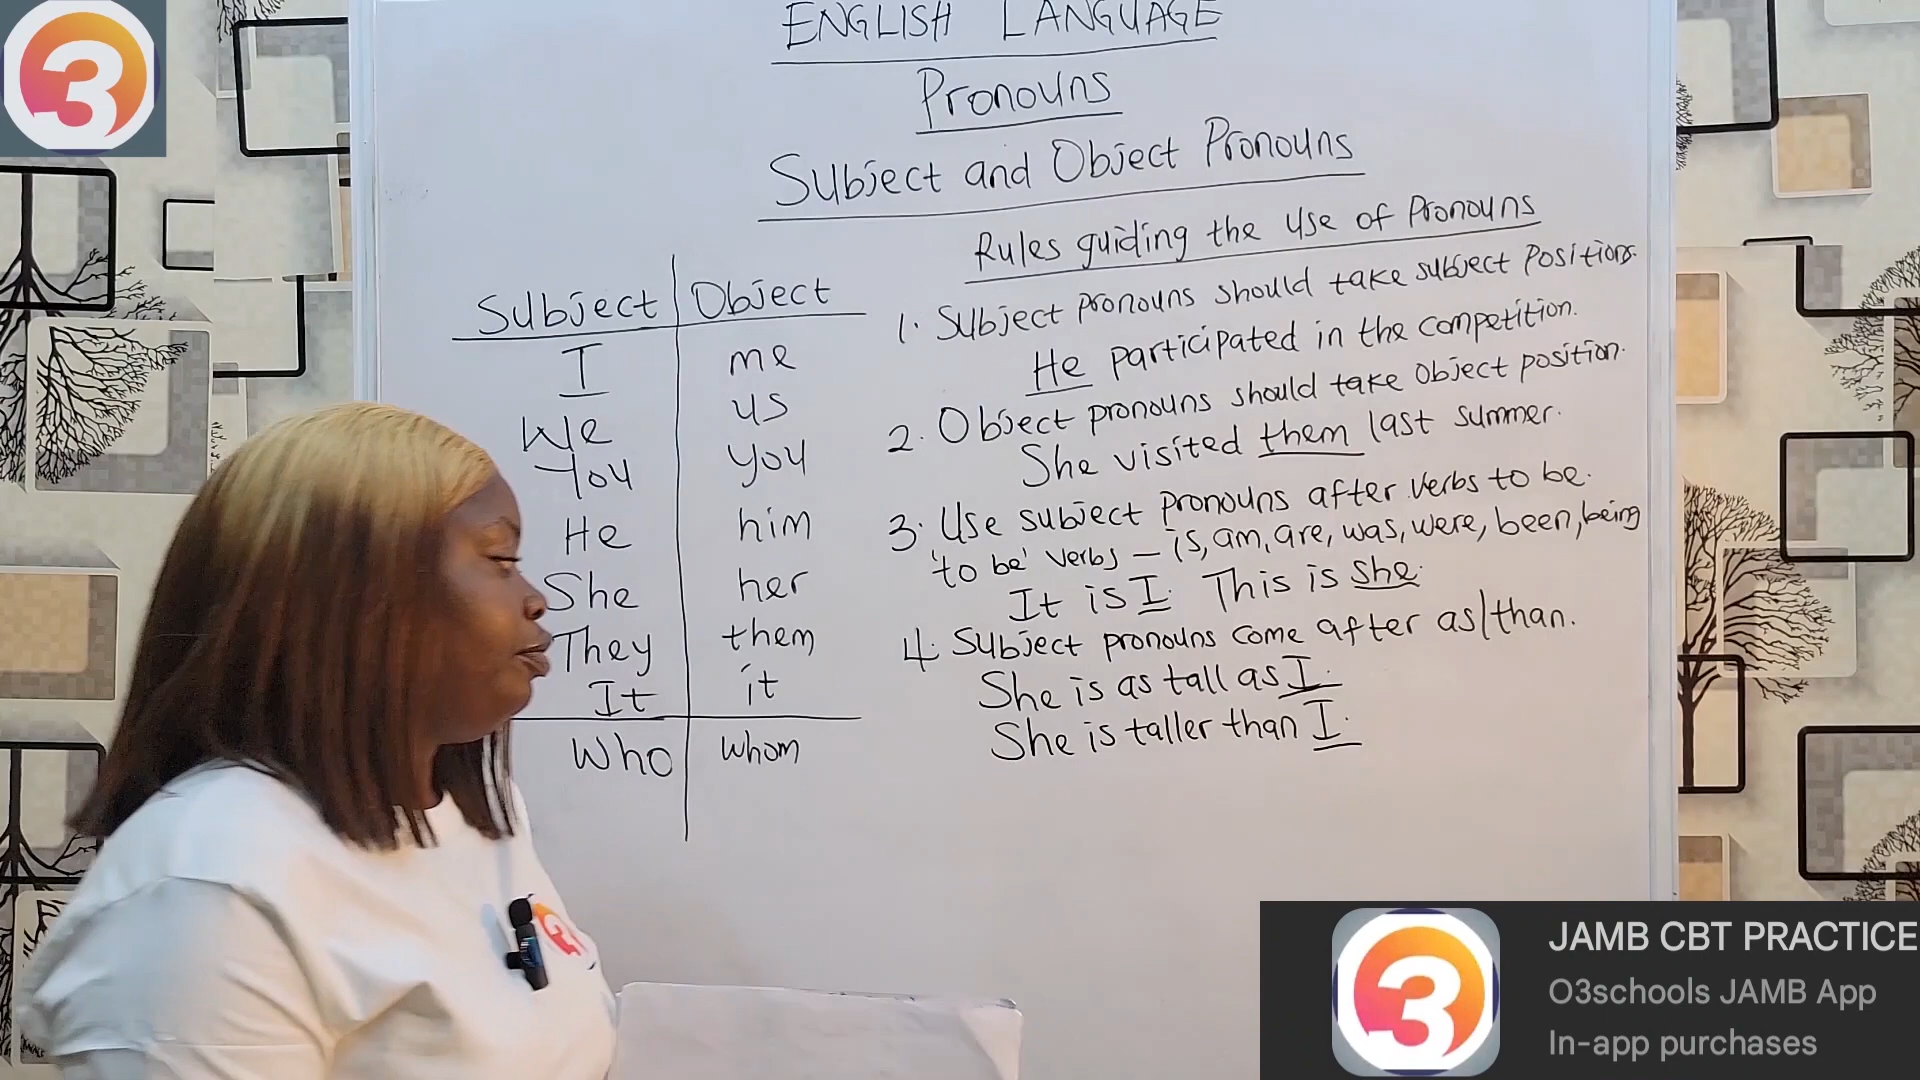 3
ENGLISH LANGUAGE
Pronouns
Subject and Object Pronouns
Subject Object
I me
We us
You you
He him
She her
They them
It it
Who whom
Rules guiding the use of Pronouns
1. Subject pronouns should take subject positions.
He participated in the competition.
2. Object pronouns should take object position.
She visited them last summer.
3. Use subject pronouns after verbs to be.
'to be' verbs – is, am, are, was, were, been, being
It is I. This is she.
4. Subject pronouns come after as/than.
She is as tall as I.
She is taller than I.
3
3
JAMB CBT PRACTICE
O3schools JAMB App
In-app purchases